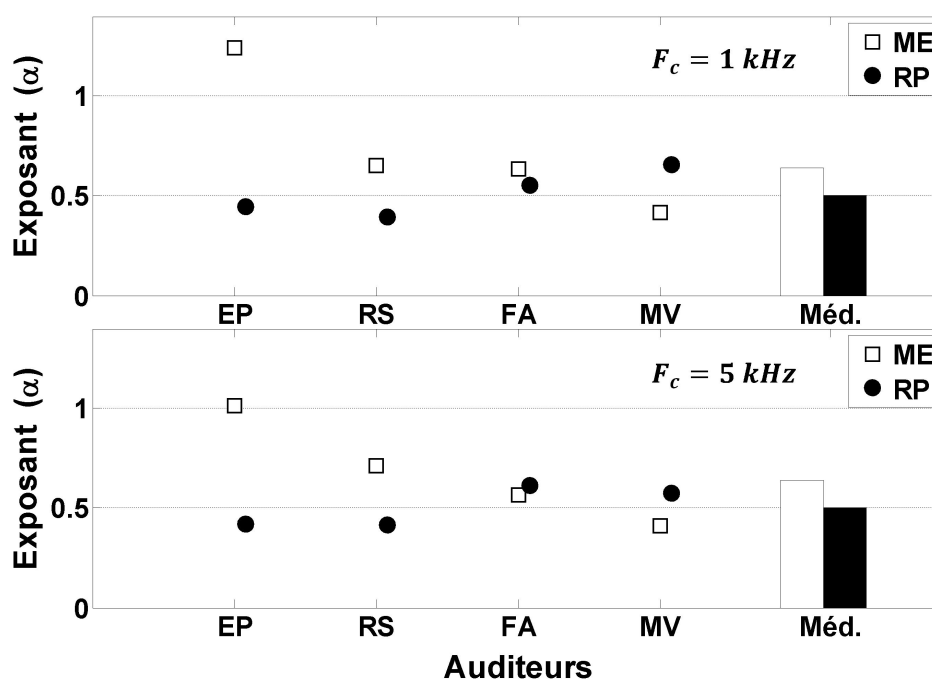 Exposant (α)
1
0.5
0
F_c = 1 kHz
ME
RP
EP RS FA MV Méd.
Exposant (α)
1
0.5
0
F_c = 5 kHz
ME
RP
EP RS FA MV Méd.
Auditeurs